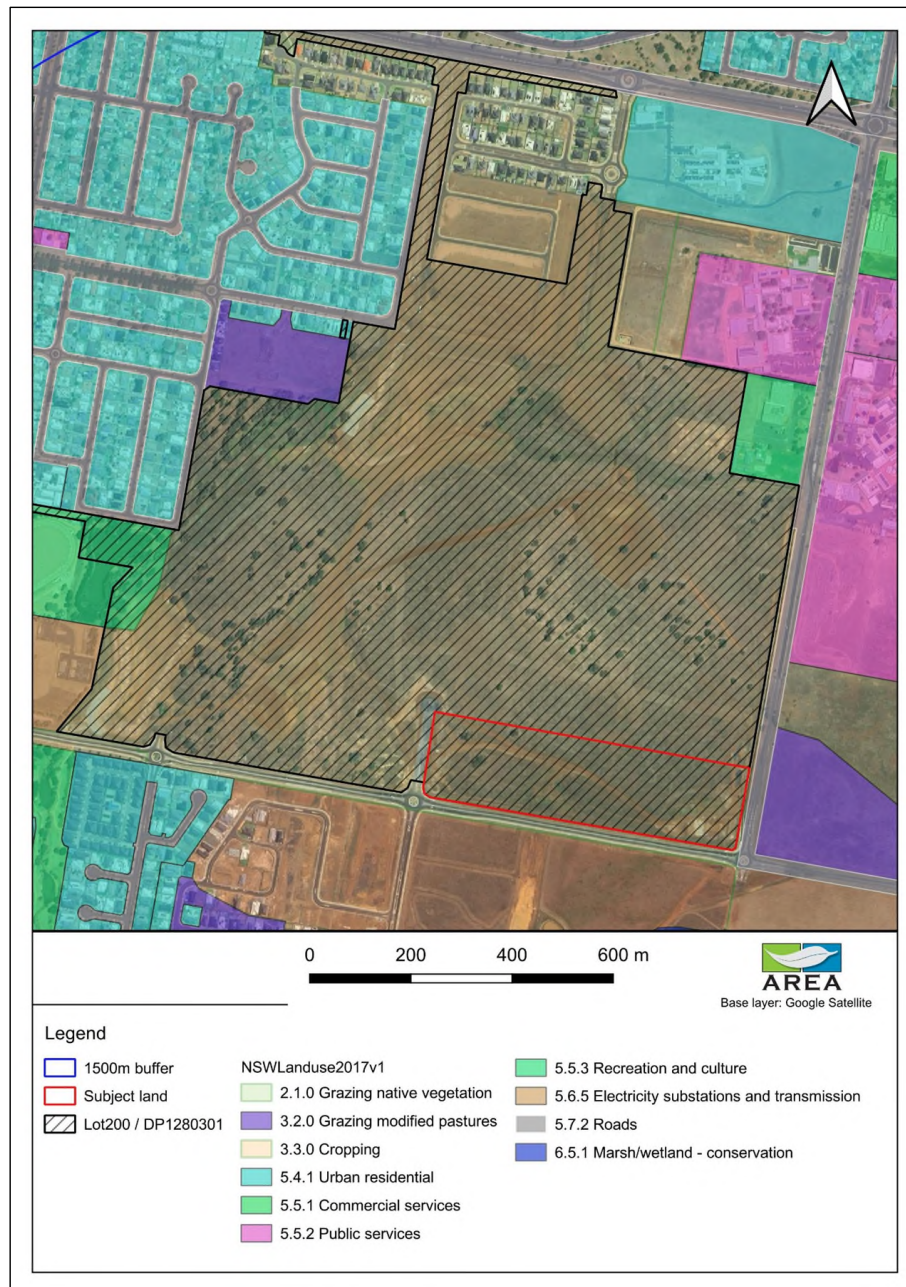 0 200 400 600 m
AREA
Base layer: Google Satellite
Legend
1500m buffer
Subject land
Lot200 / DP1280301
NSWLanduse2017v1
2.1.0 Grazing native vegetation
3.2.0 Grazing modified pastures
3.3.0 Cropping
5.4.1 Urban residential
5.5.1 Commercial services
5.5.2 Public services
5.5.3 Recreation and culture
5.6.5 Electricity substations and transmission
5.7.2 Roads
6.5.1 Marsh/wetland - conservation